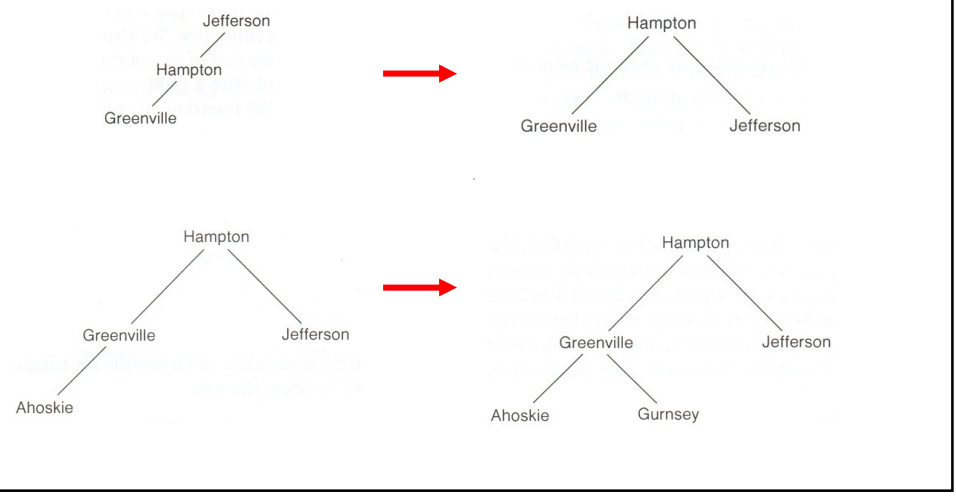 Jefferson
Hampton
Greenville
Hampton
Greenville Jefferson
Hampton
Greenville Jefferson
Ahoskie
Hampton
Greenville Jefferson
Ahoskie Gurnsey